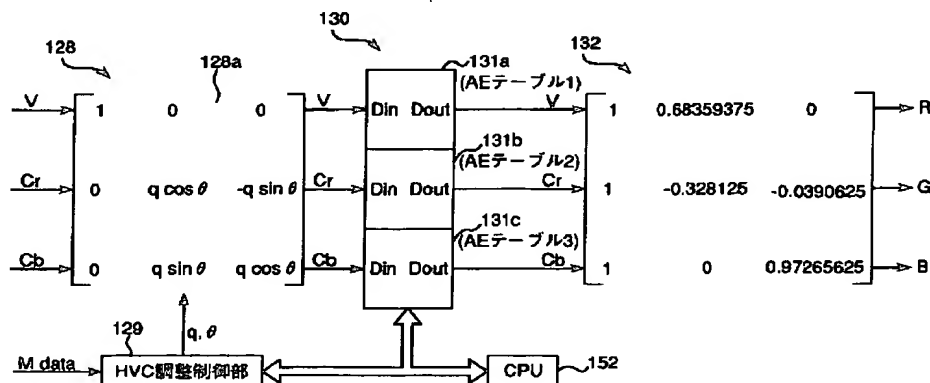 130
128
128a
131a
(AEテーブル1)
132
V
1 0 0
V
Din Dout
V
1 0.68359375 0
R
131b
(AEテーブル2)
Cr
0 q cos θ -q sin θ
Cr
Din Dout
Cr
1 -0.328125 -0.0390625
G
131c
(AEテーブル3)
Cb
0 q sin θ q cos θ
Cb
Din Dout
Cb
1 0 0.97265625
B
129
q, θ
M data
HVC調整制御部
CPU
152